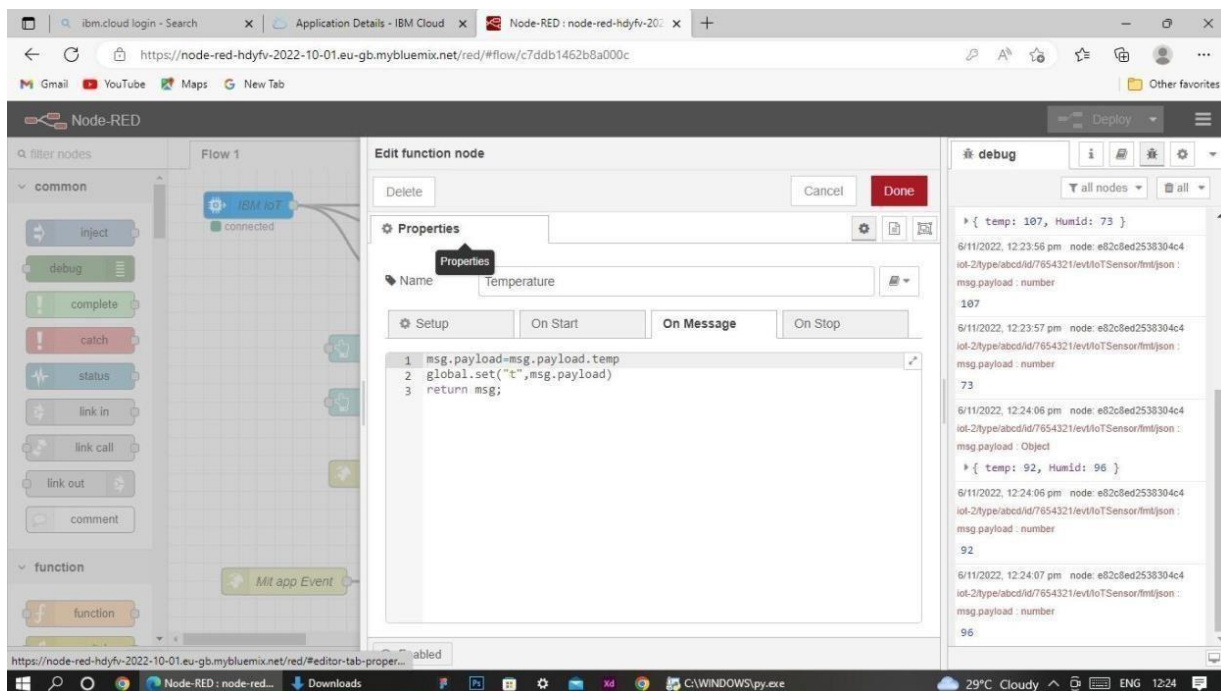 ibm.cloud login - Search
Application Details - IBM Cloud
Node-RED : node-red-hdyfv-202
https://node-red-hdyfv-2022-10-01.eu-gb.mybluemix.net/red/#flow/c7ddb1462b8a000c
Gmail YouTube Maps New Tab Other favorites
Node-RED Deploy
filter nodes
Flow 1
Edit function node
debug
common
Delete Cancel Done
all nodes all
inject
IBM IoT
connected
Properties
{ temp: 107, Humid: 73 }
debug
Properties
6/11/2022, 12:23:56 pm node: e82c8ed2538304c4
iot-2/type/abcd/id/7654321/evt/IoTSensor/fmt/json :
msg.payload : number
107
complete
Name Temperature
catch
Setup On Start On Message On Stop
6/11/2022, 12:23:57 pm node: e82c8ed2538304c4
iot-2/type/abcd/id/7654321/evt/IoTSensor/fmt/json :
msg.payload : number
73
status
1 msg.payload=msg.payload.temp
2 global.set("t",msg.payload)
3 return msg;
link in
6/11/2022, 12:24:06 pm node: e82c8ed2538304c4
iot-2/type/abcd/id/7654321/evt/IoTSensor/fmt/json :
msg.payload : Object
{ temp: 92, Humid: 96 }
link call
link out
6/11/2022, 12:24:06 pm node: e82c8ed2538304c4
iot-2/type/abcd/id/7654321/evt/IoTSensor/fmt/json :
msg.payload : number
92
comment
function
Mit app Event
6/11/2022, 12:24:07 pm node: e82c8ed2538304c4
iot-2/type/abcd/id/7654321/evt/IoTSensor/fmt/json :
msg.payload : number
96
function
https://node-red-hdyfv-2022-10-01.eu-gb.mybluemix.net/red/#editor-tab-proper...
Node-RED : node-red... Downloads Ps Xd C:\WINDOWS\py.exe 29°C Cloudy ENG 12:24